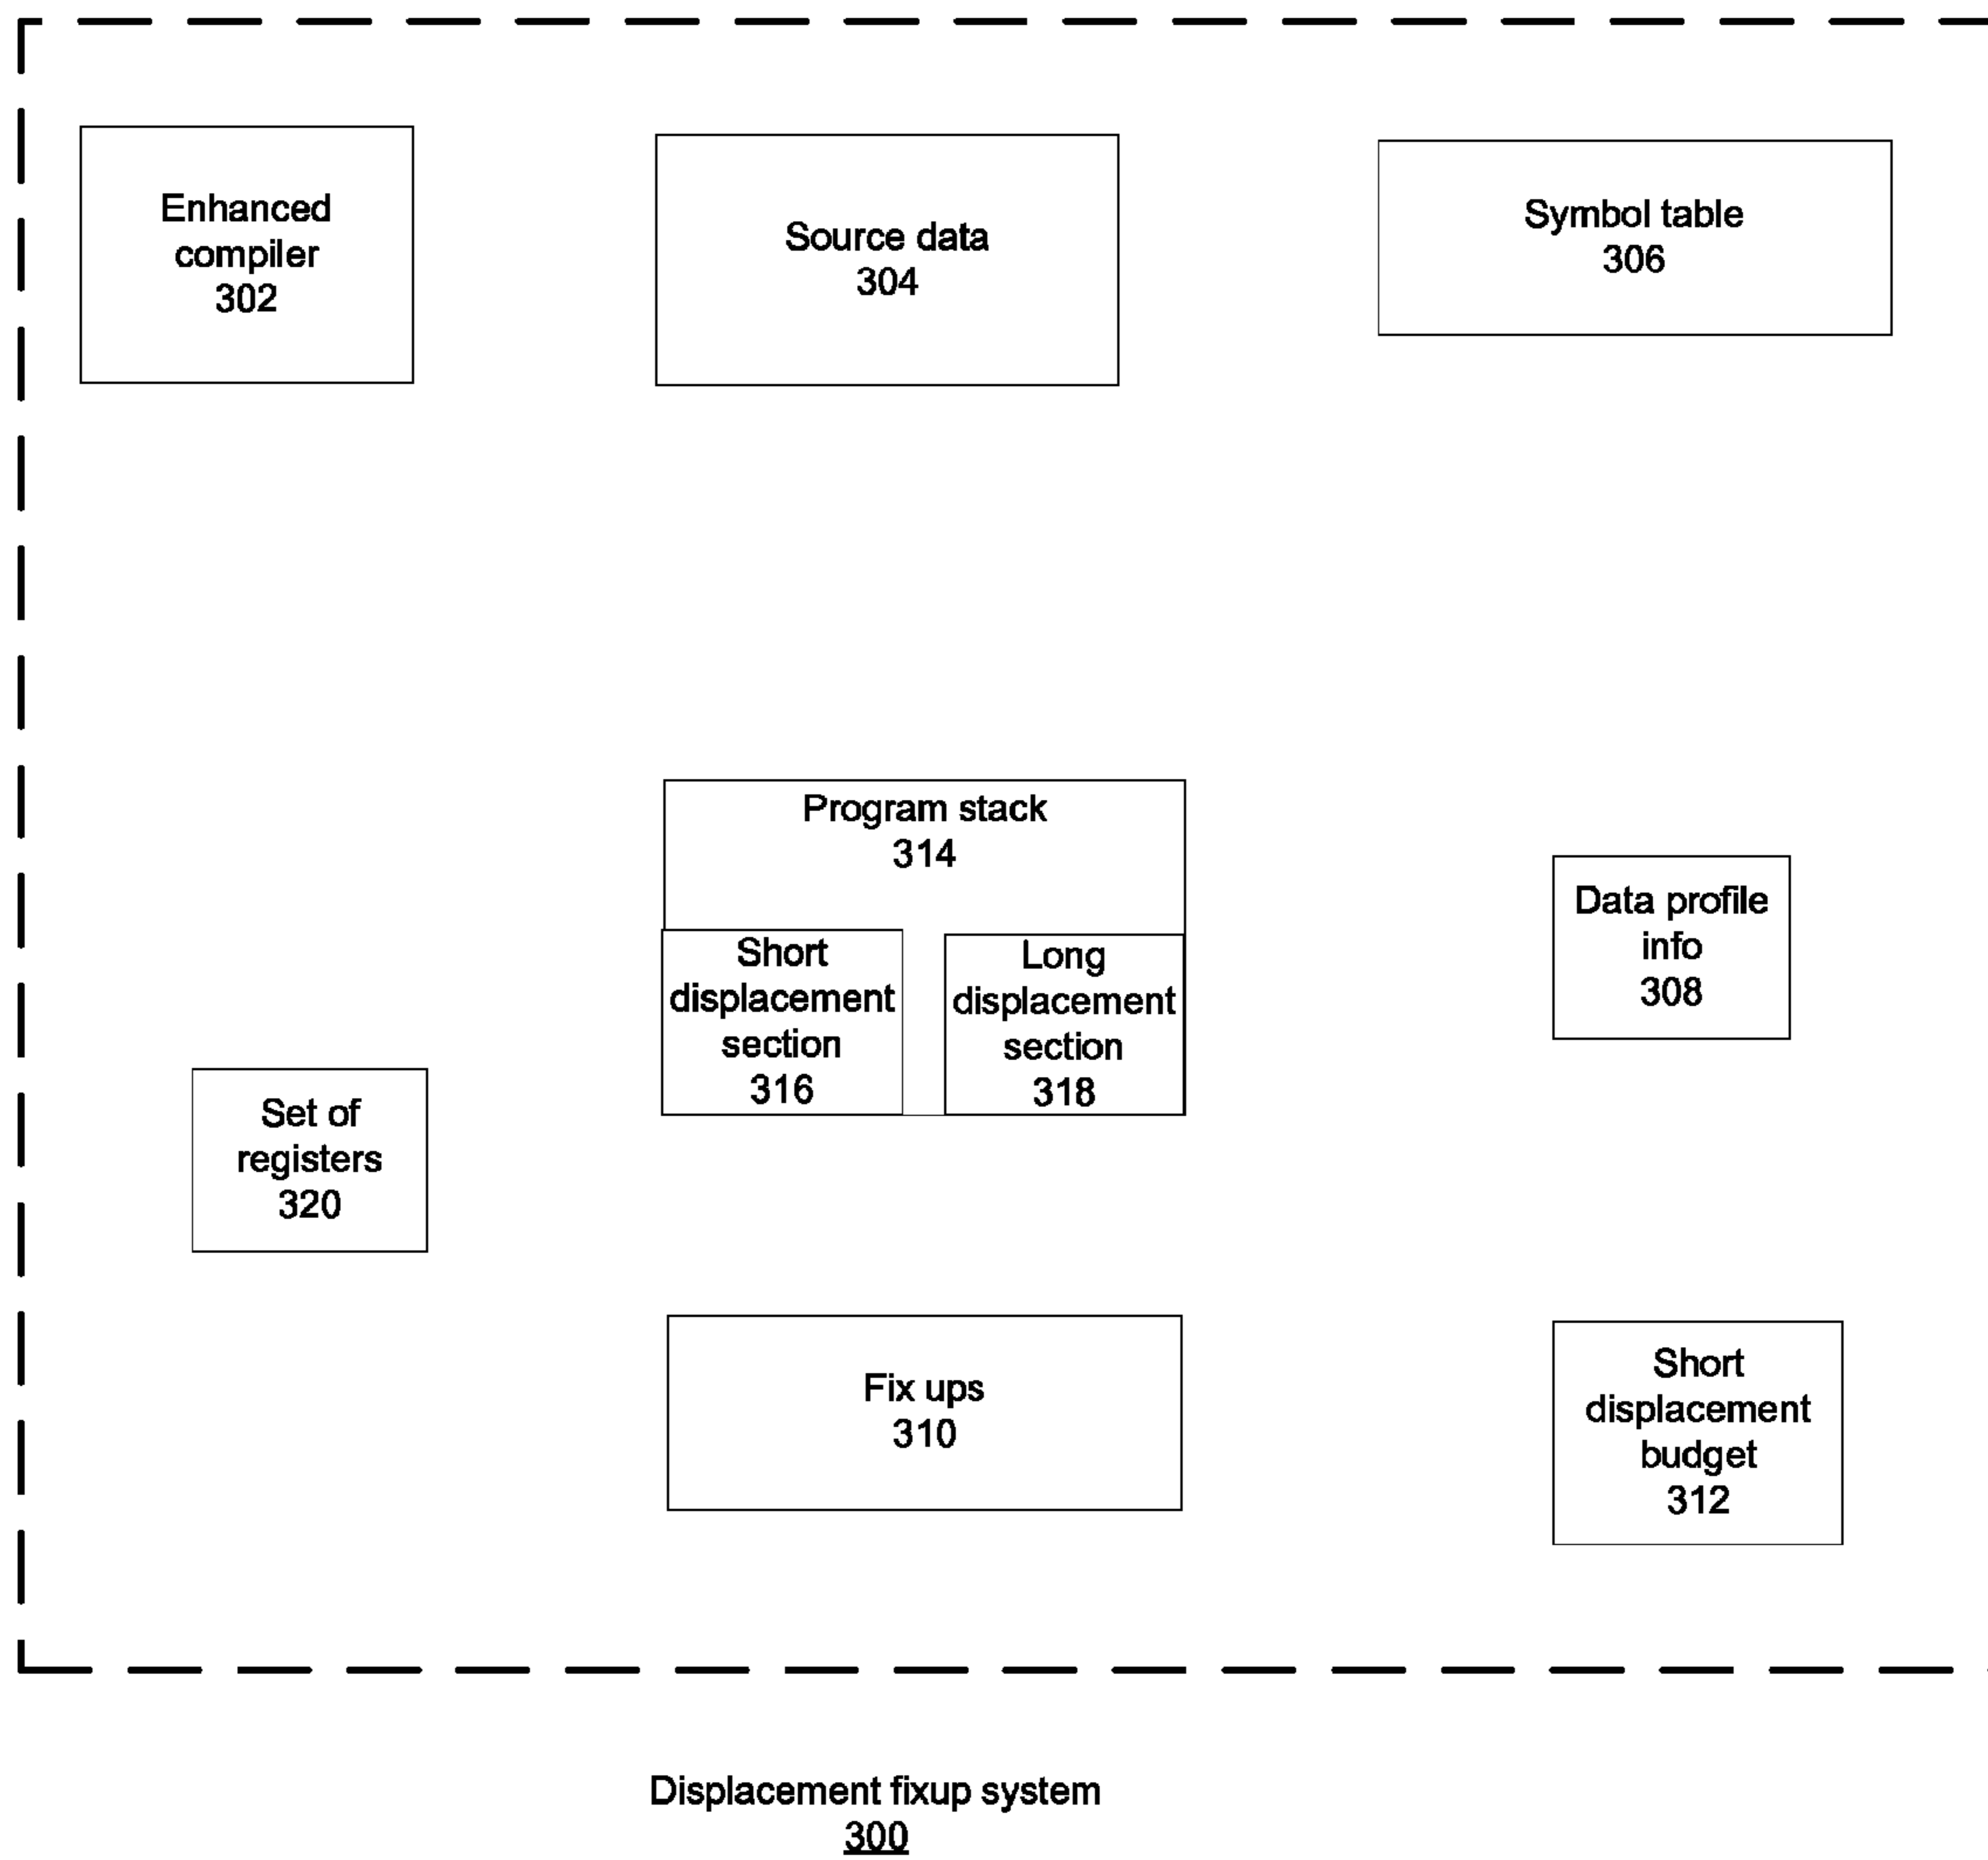 Enhanced
compiler
302
Source data
304
Symbol table
306
Program stack
314
Short
displacement
section
316
Long
displacement
section
318
Data profile
info
308
Set of
registers
320
Fix ups
310
Short
displacement
budget
312
Displacement fixup system
300